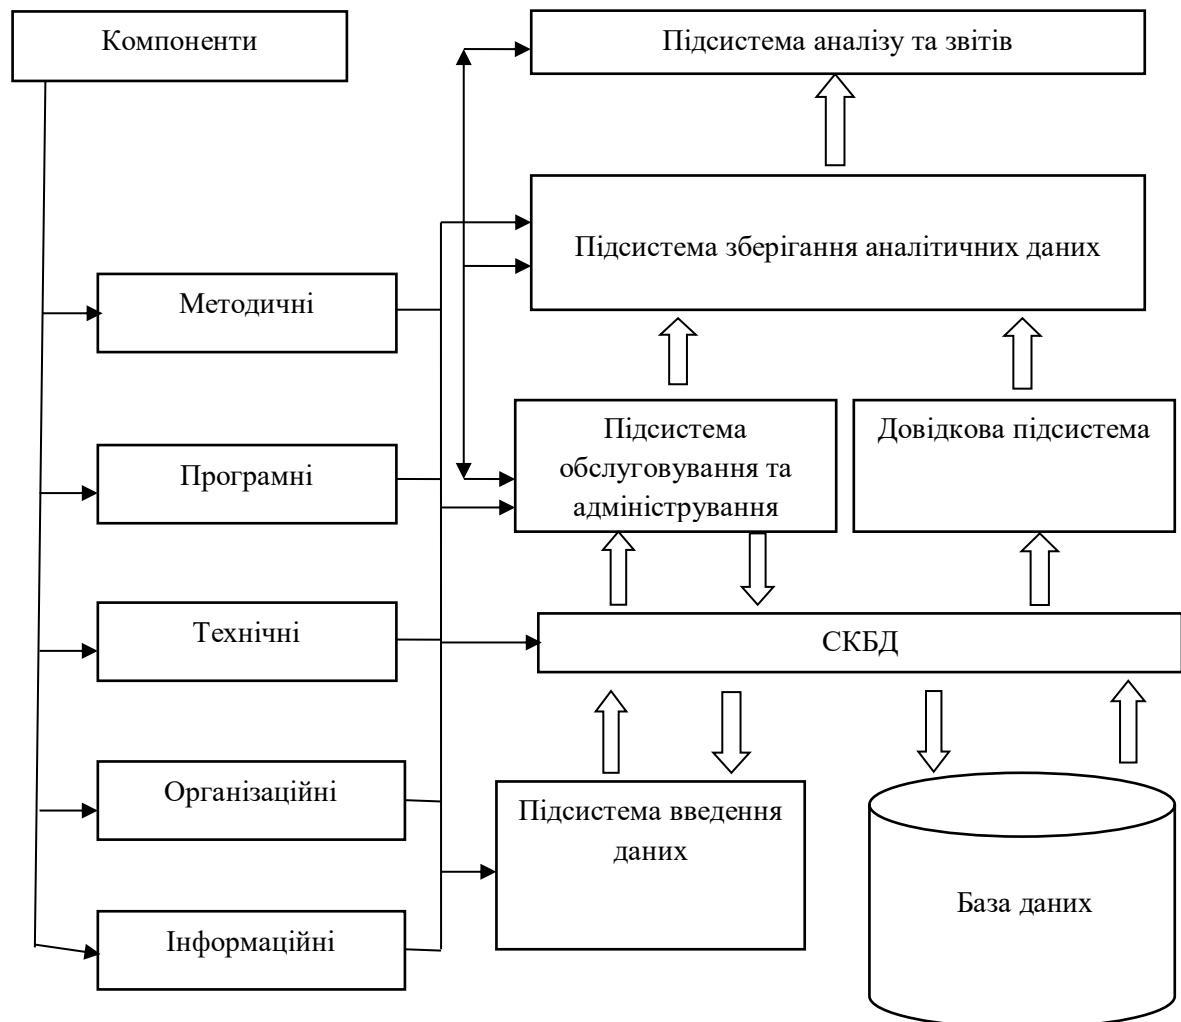 Компоненти
Підсистема аналізу та звітів
Підсистема зберігання аналітичних даних
Методичні
Підсистема
обслуговування та
адміністрування
Довідкова підсистема
Програмні
Технічні
СКБД
Організаційні
Підсистема введення
даних
База даних
Інформаційні